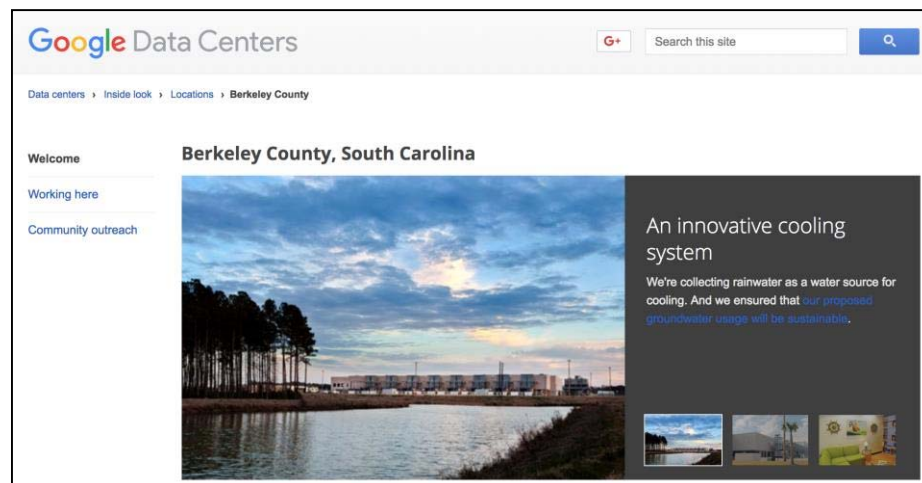 Google Data Centers
G+
Search this site
Data centers › Inside look › Locations › Berkeley County
Welcome
Working here
Community outreach
Berkeley County, South Carolina
An innovative cooling
system
We're collecting rainwater as a water source for
cooling. And we ensured that our proposed
groundwater usage will be sustainable.